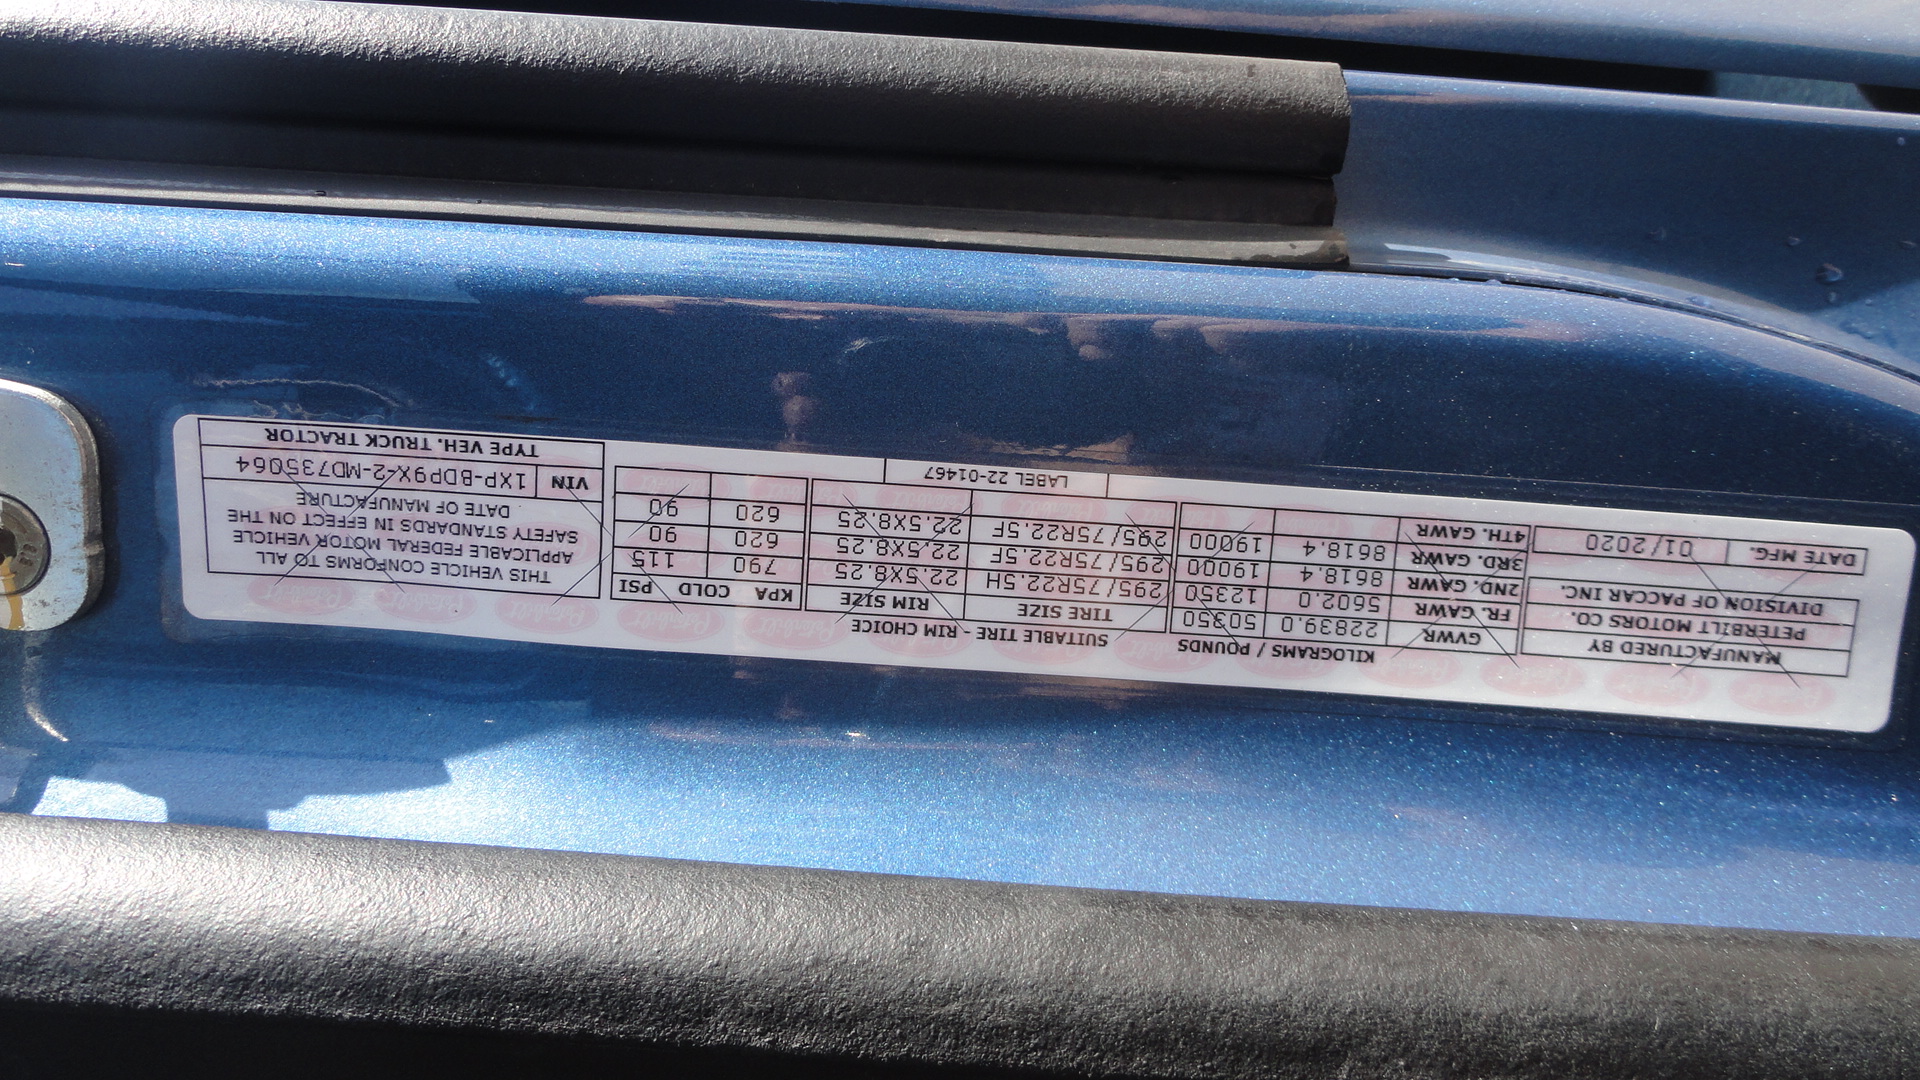 MANUFACTURED BY
PETERBILT MOTORS CO.
DIVISION OF PACCAR INC.
DATE MFG. 01/2020
KILOGRAMS / POUNDS
GVWR 22839.0 50350
FR. GAWR 5602.0 12350
2ND. GAWR 8618.4 19000
3RD. GAWR 8618.4 19000
4TH. GAWR
SUITABLE TIRE - RIM CHOICE
TIRE SIZE RIM SIZE KPA COLD PSI
295/75R22.5H 22.5X8.25 790 115
295/75R22.5F 22.5X8.25 620 90
295/75R22.5F 22.5X8.25 620 90
LABEL 22-01467
THIS VEHICLE CONFORMS TO ALL
APPLICABLE FEDERAL MOTOR VEHICLE
SAFETY STANDARDS IN EFFECT ON THE
DATE OF MANUFACTURE.
VIN 1XP-BDP9X-2-MD735064
TYPE VEH. TRUCK TRACTOR
Peterbilt